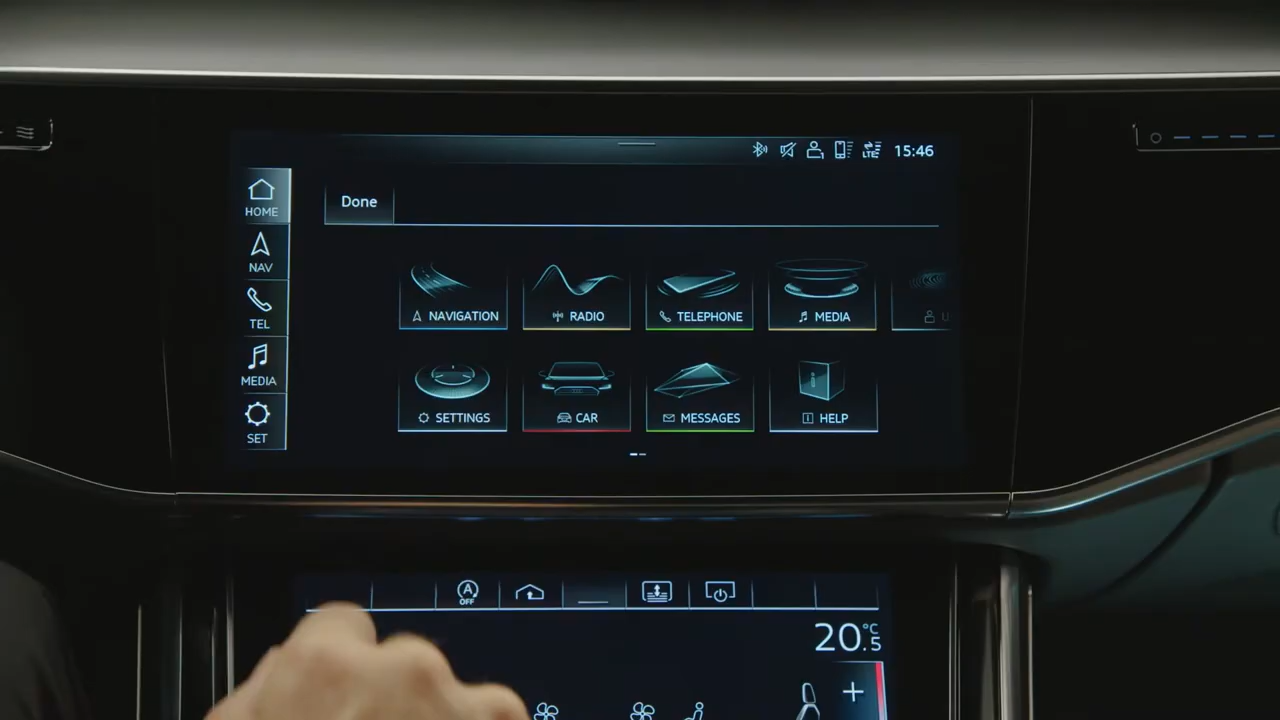 LTE 15:46
HOME
Done
NAV
NAVIGATION RADIO TELEPHONE MEDIA U
TEL
MEDIA
SETTINGS CAR MESSAGES i HELP
SET
A
OFF
20.5 °C
+